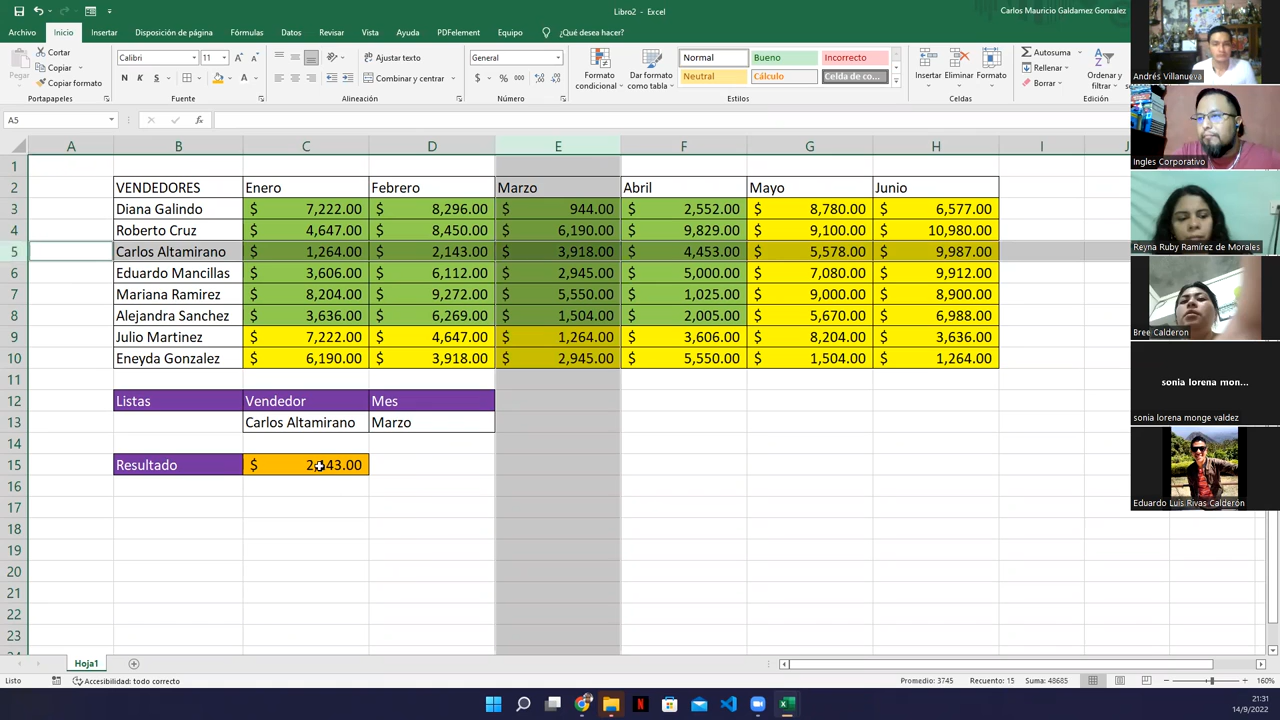 Libro2 - Excel
Carlos Mauricio Galdamez Gonzalez
Archivo Inicio Insertar Disposición de página Fórmulas Datos Revisar Vista Ayuda PDFelement Equipo ¿Qué desea hacer?
Pegar
Cortar
Copiar
Copiar formato
Portapapeles
Calibri 11
N K S
Fuente
Ajustar texto
Combinar y centrar
Alineación
General
$ % 000
Número
Formato condicional
Dar formato como tabla
Normal Bueno Incorrecto
Neutral Cálculo Celda de co...
Estilos
Insertar Eliminar Formato
Celdas
Autosuma
Rellenar
Borrar
Ordenar y filtrar
Edición
A5
fx
A B C D E F G H I J
1
2 VENDEDORES Enero Febrero Marzo Abril Mayo Junio
3 Diana Galindo $ 7,222.00 $ 8,296.00 $ 944.00 $ 2,552.00 $ 8,780.00 $ 6,577.00
4 Roberto Cruz $ 4,647.00 $ 8,450.00 $ 6,190.00 $ 9,829.00 $ 9,100.00 $ 10,980.00
5 Carlos Altamirano $ 1,264.00 $ 2,143.00 $ 3,918.00 $ 4,453.00 $ 5,578.00 $ 9,987.00
6 Eduardo Mancillas $ 3,606.00 $ 6,112.00 $ 2,945.00 $ 5,000.00 $ 7,080.00 $ 9,912.00
7 Mariana Ramirez $ 8,204.00 $ 9,272.00 $ 5,550.00 $ 1,025.00 $ 9,000.00 $ 8,900.00
8 Alejandra Sanchez $ 3,636.00 $ 6,269.00 $ 1,504.00 $ 2,005.00 $ 5,670.00 $ 6,988.00
9 Julio Martinez $ 7,222.00 $ 4,647.00 $ 1,264.00 $ 3,606.00 $ 8,204.00 $ 3,636.00
10 Eneyda Gonzalez $ 6,190.00 $ 3,918.00 $ 2,945.00 $ 5,550.00 $ 1,504.00 $ 1,264.00
11
12 Listas Vendedor Mes
13 Carlos Altamirano Marzo
14
15 Resultado $ 2,143.00
16
17
18
19
20
21
22
23
Hoja1
Listo
Accesibilidad: todo correcto
Promedio: 3745 Recuento: 15 Suma: 48685
160%
21:31
14/9/2022
Andrés Villanueva
Ingles Corporativo
Reyna Ruby Ramírez de Morales
Bree Calderon
sonia lorena mon...
sonia lorena monge valdez
Eduardo Luis Rivas Calderón